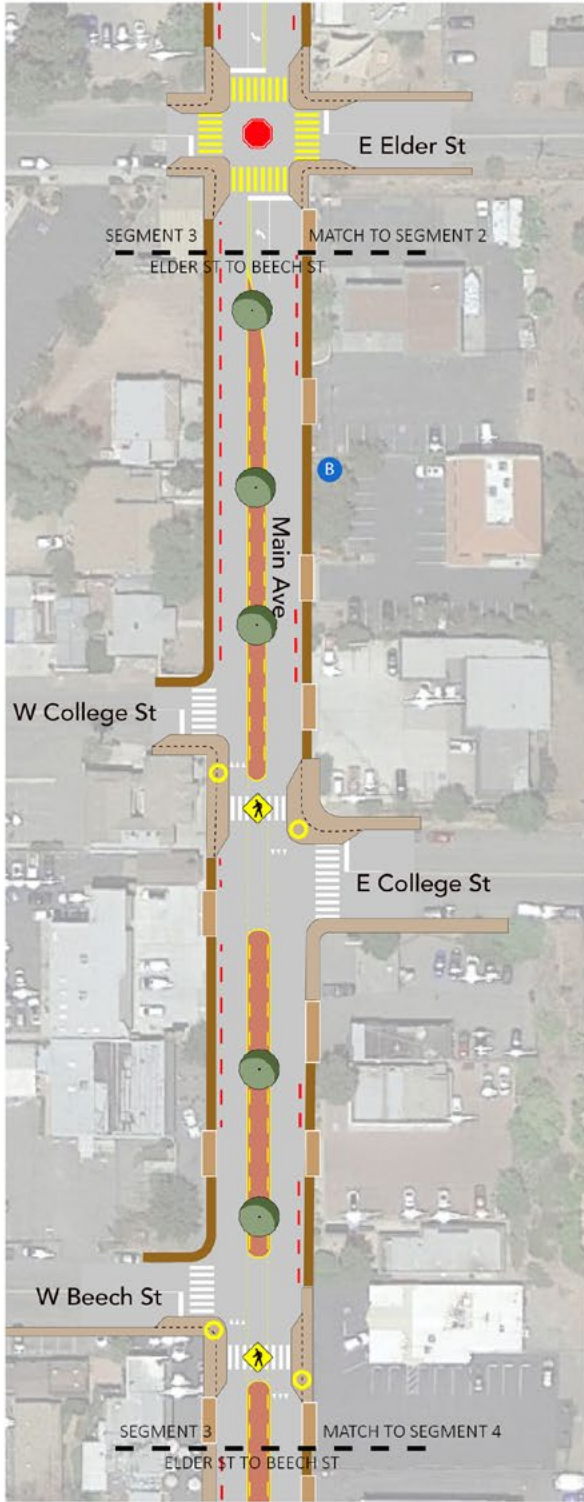 E Elder St
SEGMENT 3 MATCH TO SEGMENT 2
ELDER ST TO BEECH ST
B
Main Ave
W College St
E College St
W Beech St
SEGMENT 3 MATCH TO SEGMENT 4
ELDER ST TO BEECH ST